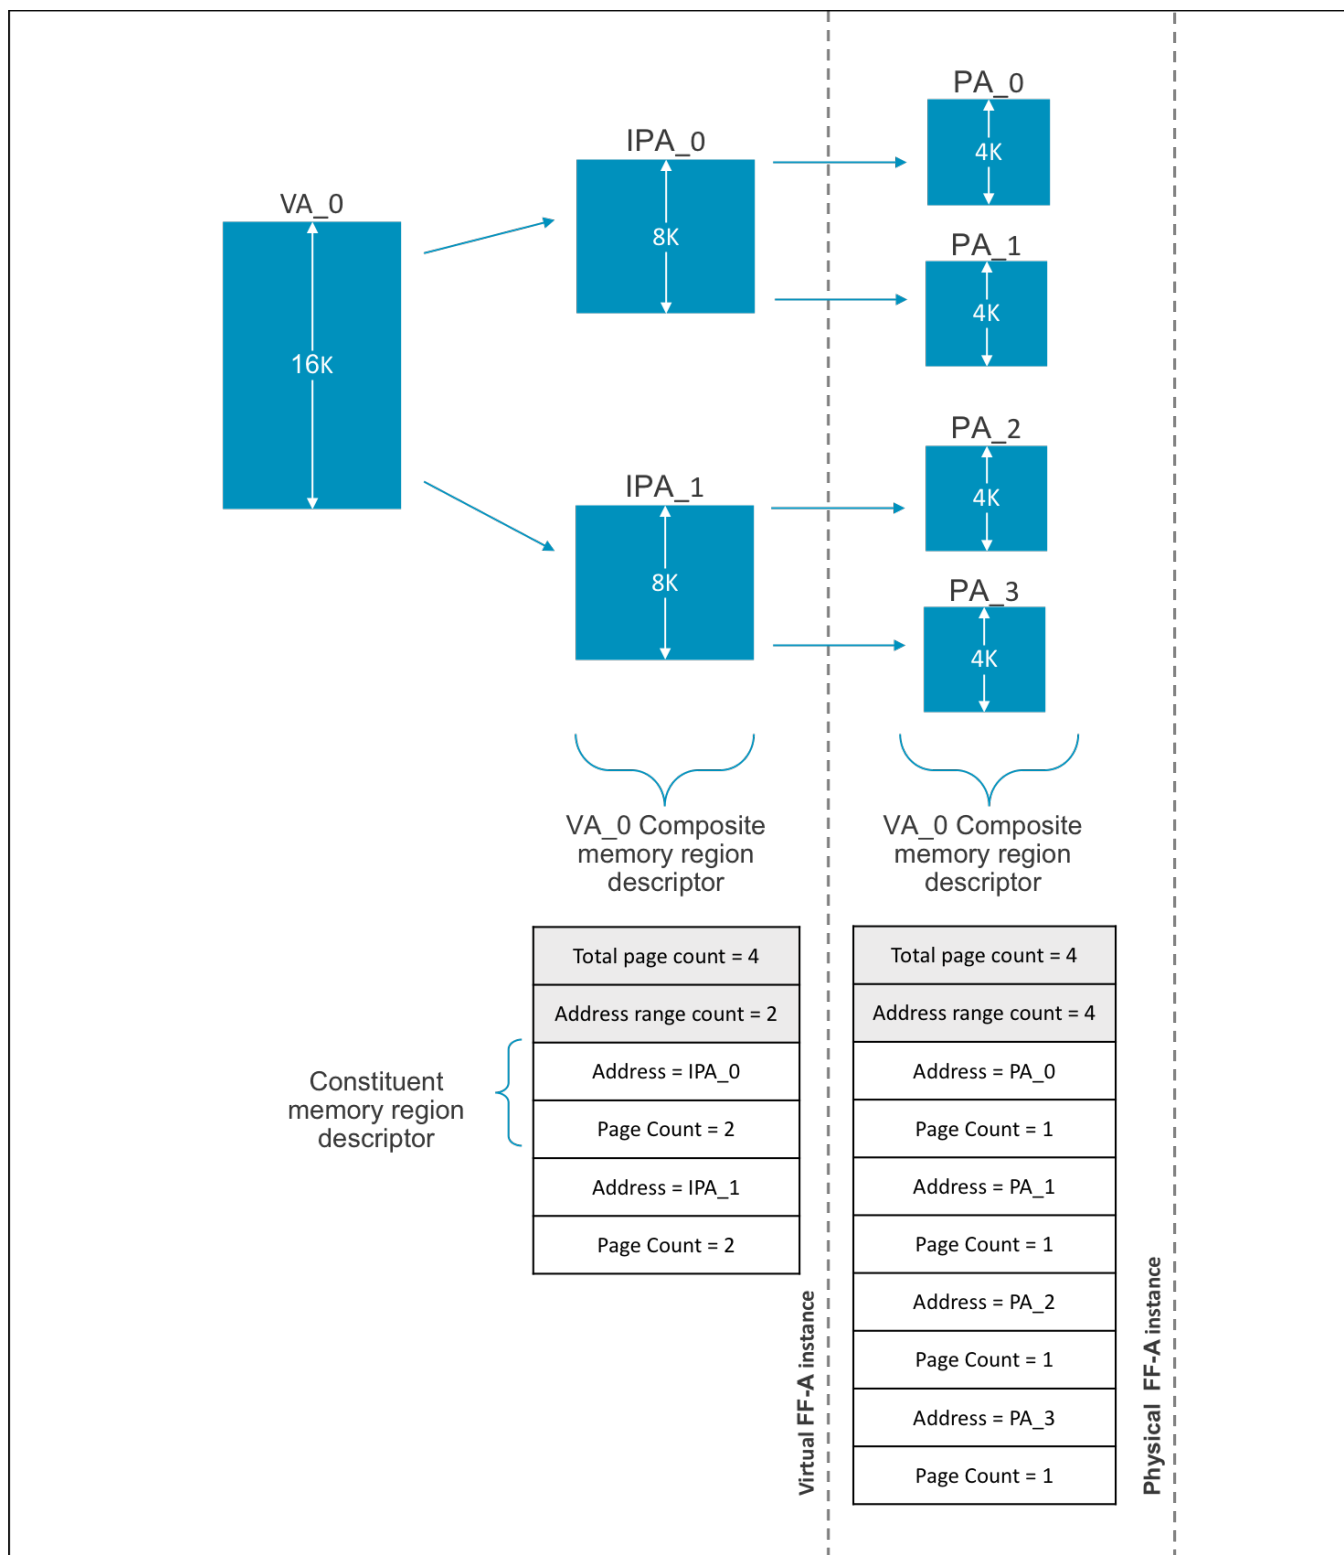 VA_0
16K
IPA_0
8K
IPA_1
8K
PA_0
4K
PA_1
4K
PA_2
4K
PA_3
4K
VA_0 Composite
memory region
descriptor
Total page count = 4
Address range count = 2
Address = IPA_0
Page Count = 2
Address = IPA_1
Page Count = 2
Constituent
memory region
descriptor
Virtual FF-A instance
VA_0 Composite
memory region
descriptor
Total page count = 4
Address range count = 4
Address = PA_0
Page Count = 1
Address = PA_1
Page Count = 1
Address = PA_2
Page Count = 1
Address = PA_3
Page Count = 1
Physical FF-A instance